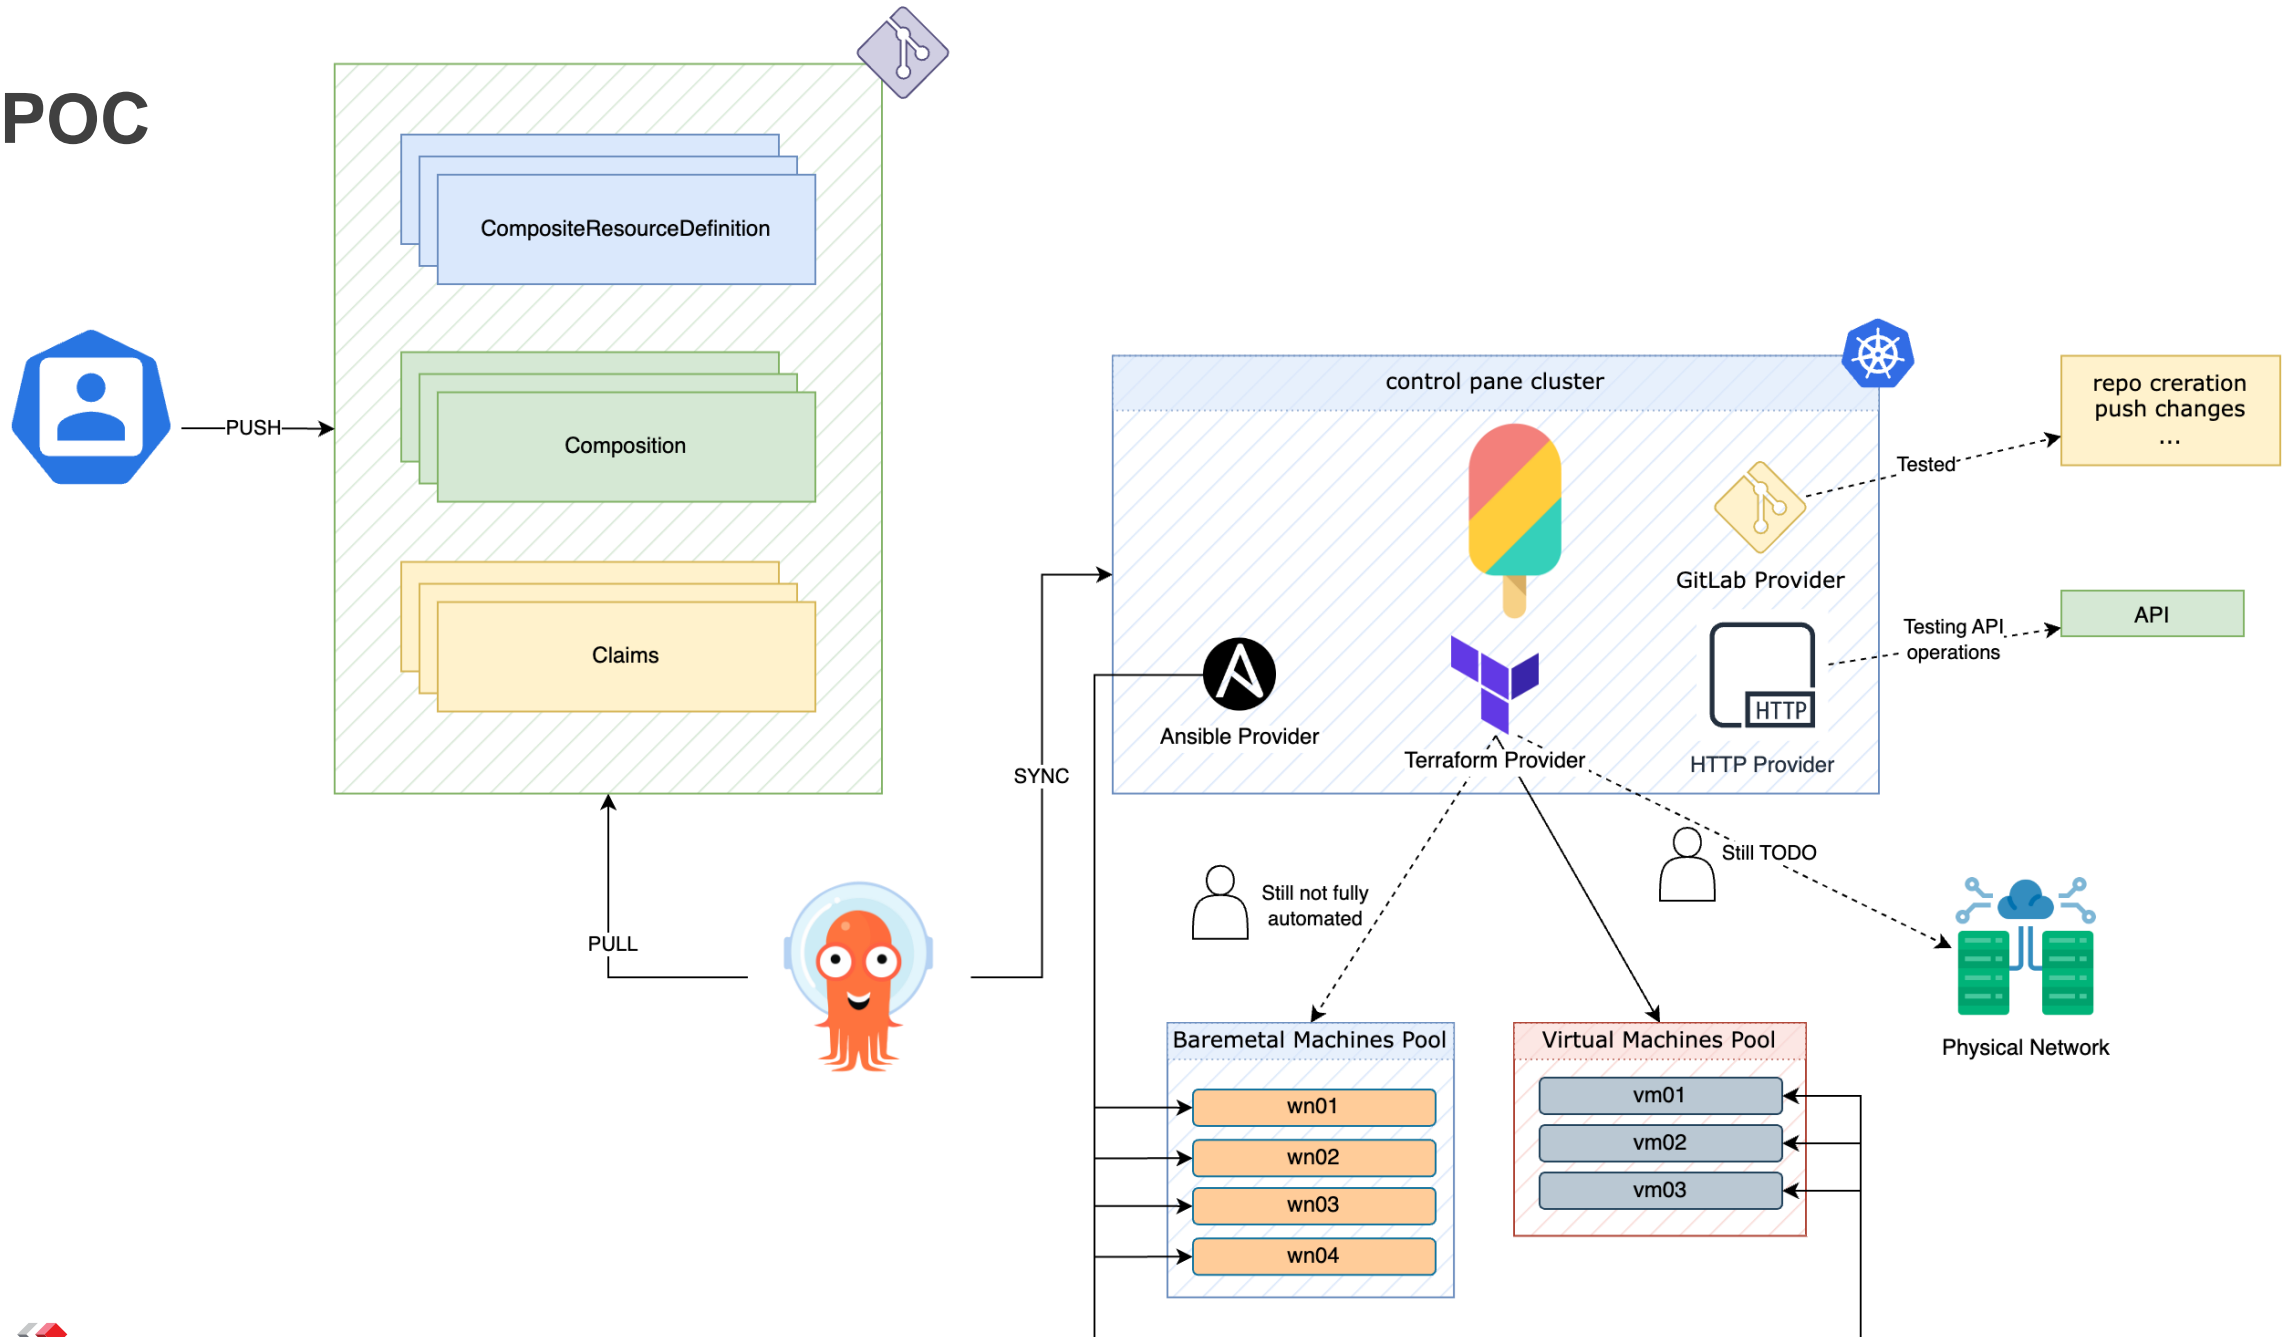 POC
CompositeResourceDefinition
Composition
Claims
PUSH
PULL
SYNC
control pane cluster
GitLab Provider
HTTP
HTTP Provider
Ansible Provider
Terraform Provider
Tested
repo creration
push changes
...
Testing API
operations
API
Still not fully
automated
Still TODO
Physical Network
Baremetal Machines Pool
wn01
wn02
wn03
wn04
Virtual Machines Pool
vm01
vm02
vm03